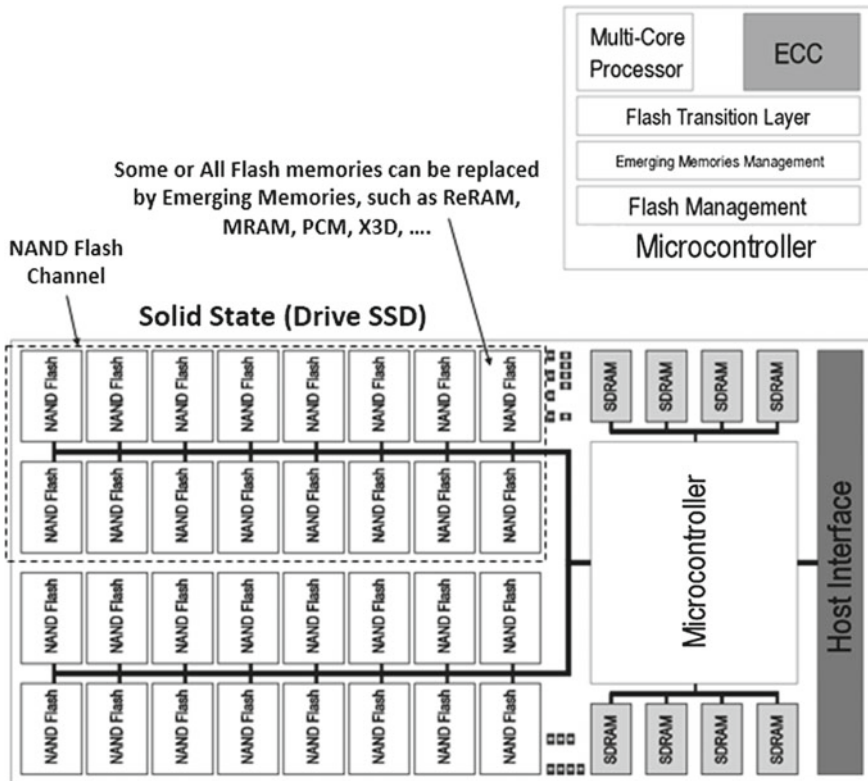 Multi-Core
Processor
ECC
Flash Transition Layer
Emerging Memories Management
Flash Management
Microcontroller
Some or All Flash memories can be replaced
by Emerging Memories, such as ReRAM,
MRAM, PCM, X3D, ....
NAND Flash
Channel
Solid State (Drive SSD)
NAND Flash NAND Flash NAND Flash NAND Flash NAND Flash NAND Flash NAND Flash NAND Flash
SDRAM SDRAM SDRAM SDRAM
NAND Flash NAND Flash NAND Flash NAND Flash NAND Flash NAND Flash NAND Flash NAND Flash
Microcontroller
Host Interface
NAND Flash NAND Flash NAND Flash NAND Flash NAND Flash NAND Flash NAND Flash NAND Flash
NAND Flash NAND Flash NAND Flash NAND Flash NAND Flash NAND Flash NAND Flash NAND Flash
SDRAM SDRAM SDRAM SDRAM